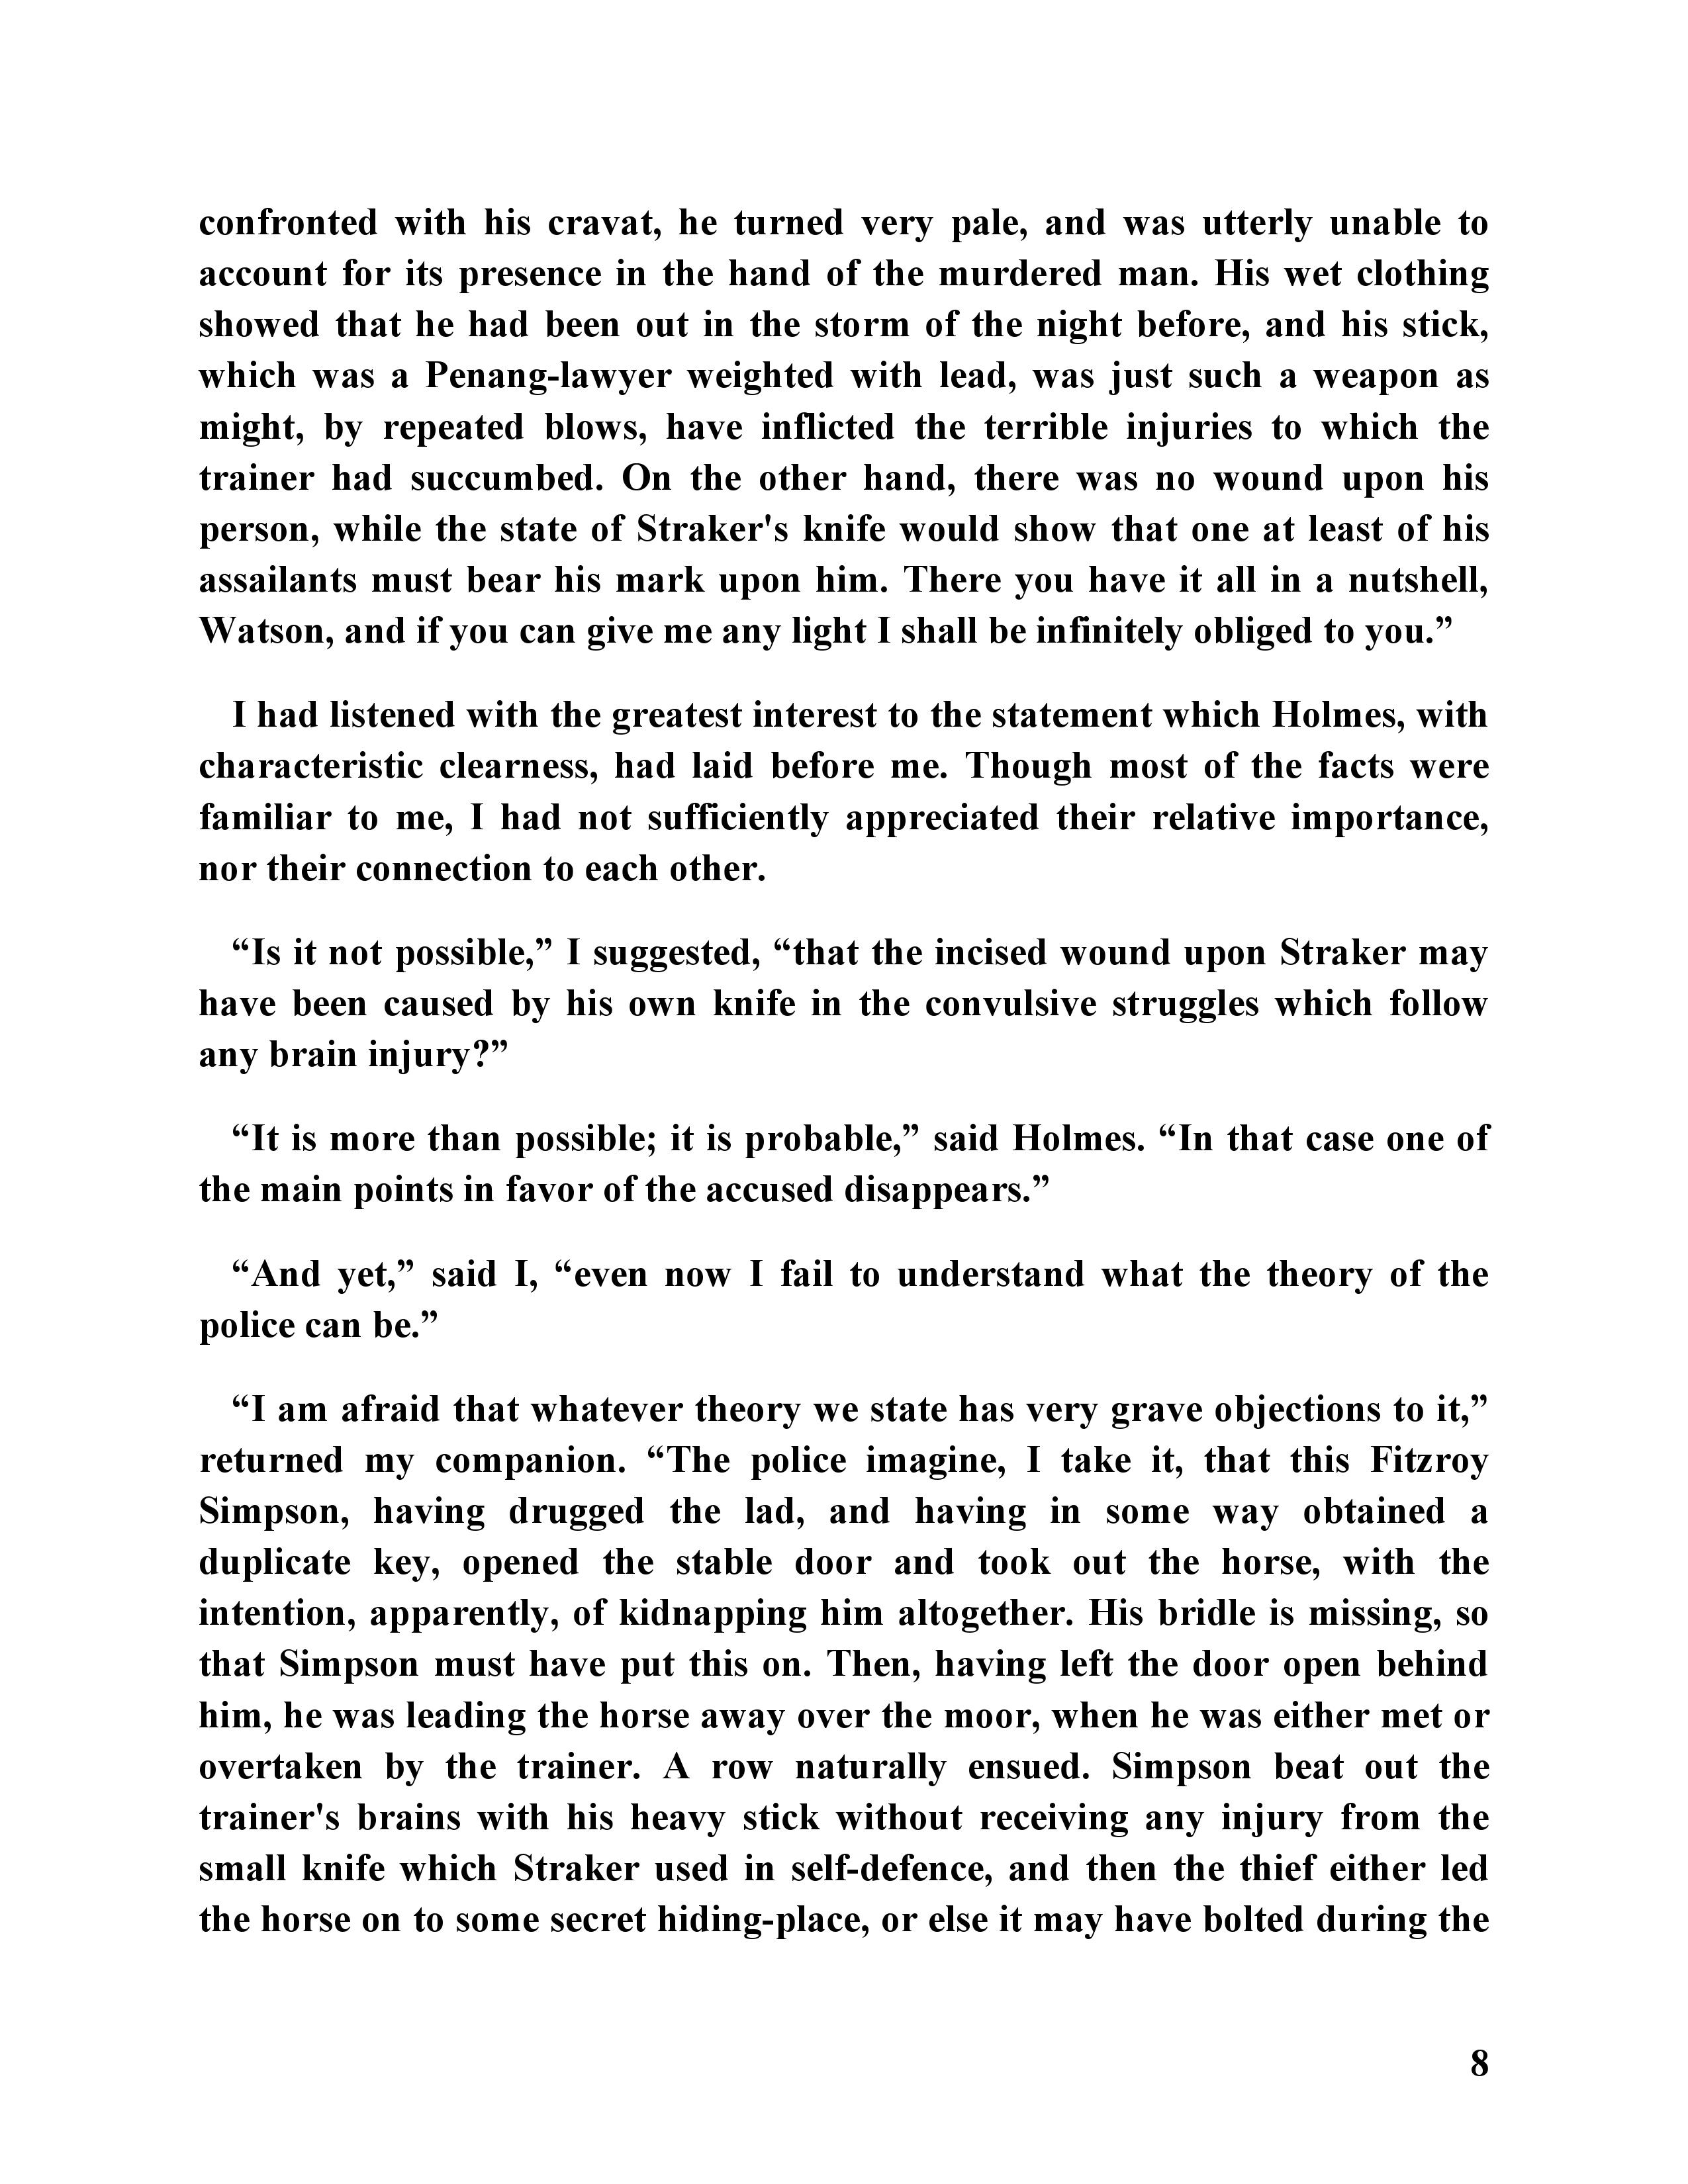 confronted with his cravat, he turned very pale, and was utterly unable to
account for its presence in the hand of the murdered man. His wet clothing
showed that he had been out in the storm of the night before, and his stick,
which was a Penang-lawyer weighted with lead, was just such a weapon as
might, by repeated blows, have inflicted the terrible injuries to which the
trainer had succumbed. On the other hand, there was no wound upon his
person, while the state of Straker's knife would show that one at least of his
assailants must bear his mark upon him. There you have it all in a nutshell,
Watson, and if you can give me any light I shall be infinitely obliged to you.”
I had listened with the greatest interest to the statement which Holmes, with
characteristic clearness, had laid before me. Though most of the facts were
familiar to me, I had not sufficiently appreciated their relative importance,
nor their connection to each other.
“Is it not possible,” I suggested, “that the incised wound upon Straker may
have been caused by his own knife in the convulsive struggles which follow
any brain injury?”
“It is more than possible; it is probable,” said Holmes. “In that case one of
the main points in favor of the accused disappears.”
“And yet,” said I, “even now I fail to understand what the theory of the
police can be.”
“I am afraid that whatever theory we state has very grave objections to it,”
returned my companion. “The police imagine, I take it, that this Fitzroy
Simpson, having drugged the lad, and having in some way obtained a
duplicate key, opened the stable door and took out the horse, with the
intention, apparently, of kidnapping him altogether. His bridle is missing, so
that Simpson must have put this on. Then, having left the door open behind
him, he was leading the horse away over the moor, when he was either met or
overtaken by the trainer. A row naturally ensued. Simpson beat out the
trainer's brains with his heavy stick without receiving any injury from the
small knife which Straker used in self-defence, and then the thief either led
the horse on to some secret hiding-place, or else it may have bolted during the
8